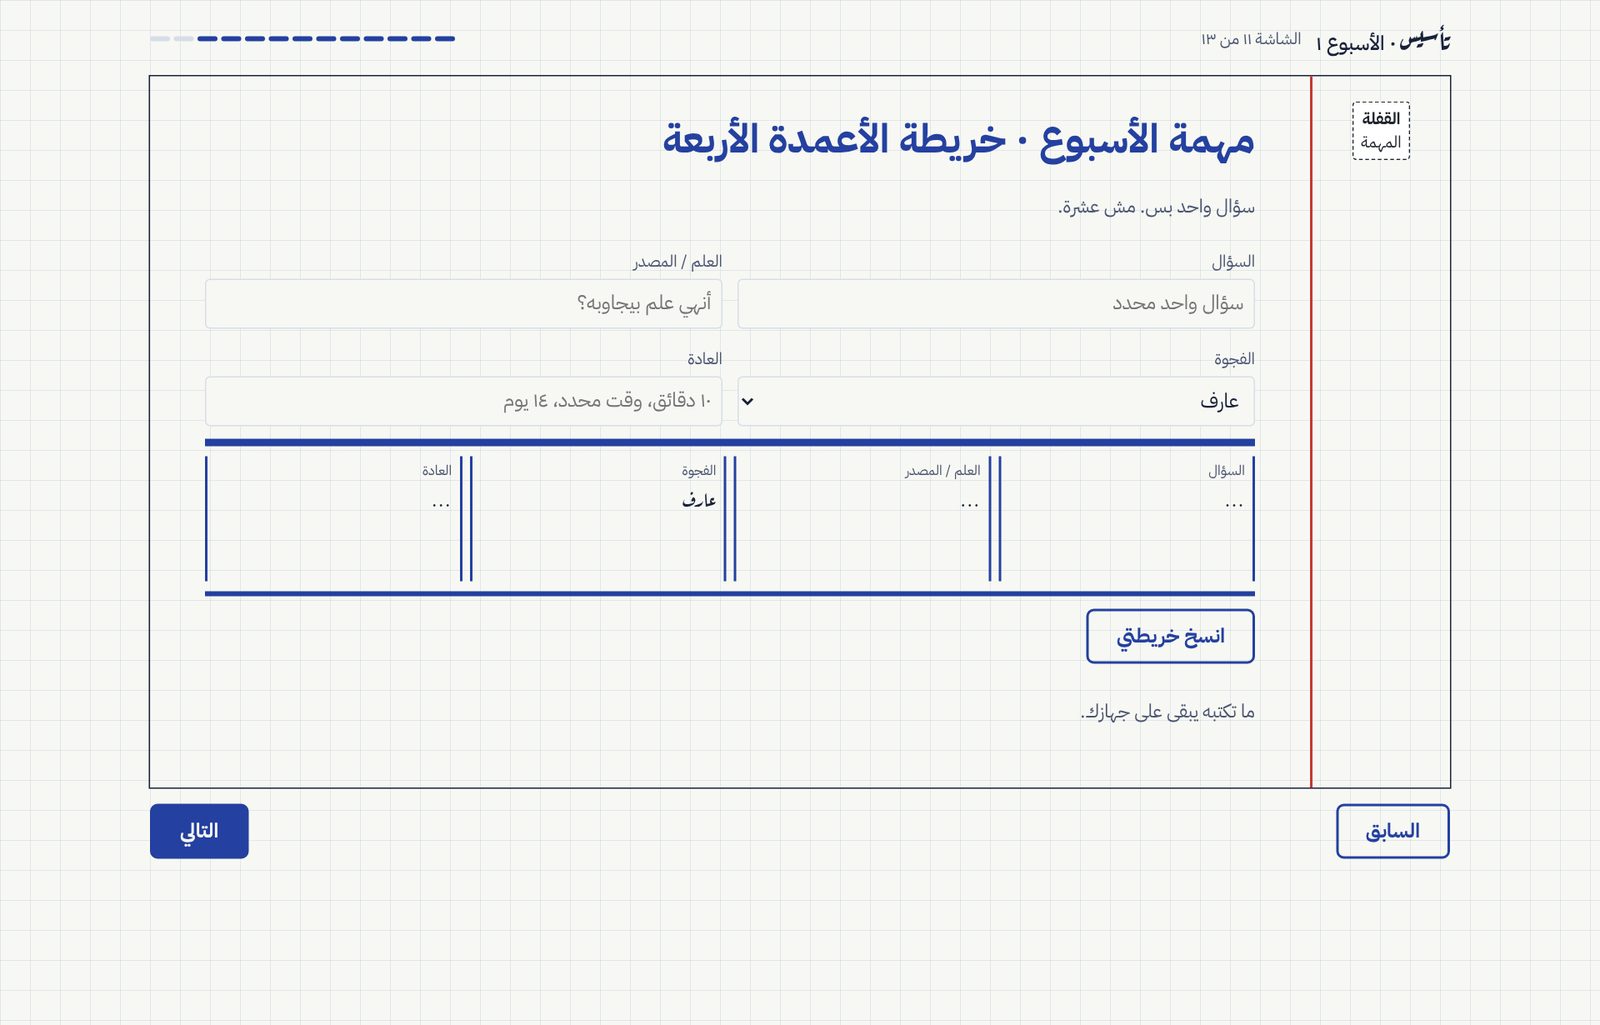 تأسيس · الأسبوع ١
الشاشة ١١ من ١٣
القفلة
المهمة
مهمة الأسبوع · خريطة الأعمدة الأربعة
سؤال واحد بس. مش عشرة.
السؤال
سؤال واحد محدد
العلم / المصدر
أنهي علم بيجاوبه؟
الفجوة
عارف
العادة
١٠ دقائق، وقت محدد، ١٤ يوم
السؤال
...
العلم / المصدر
...
الفجوة
عارف
العادة
...
انسخ خريطتي
ما تكتبه يبقى على جهازك.
السابق
التالي